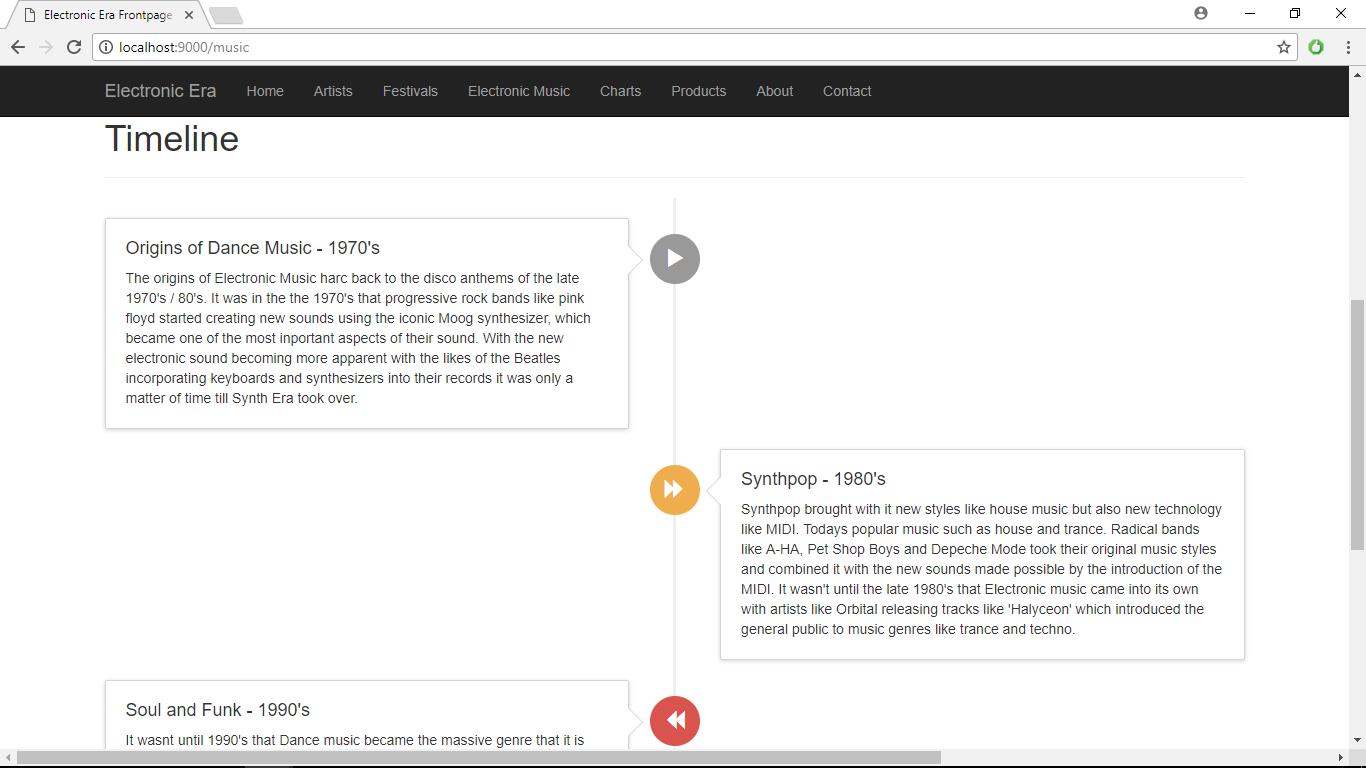 Electronic Era Frontpage
localhost:9000/music
Electronic Era Home Artists Festivals Electronic Music Charts Products About Contact
Timeline
Origins of Dance Music - 1970's
The origins of Electronic Music harc back to the disco anthems of the late
1970's / 80's. It was in the the 1970's that progressive rock bands like pink
floyd started creating new sounds using the iconic Moog synthesizer, which
became one of the most inportant aspects of their sound. With the new
electronic sound becoming more apparent with the likes of the Beatles
incorporating keyboards and synthesizers into their records it was only a
matter of time till Synth Era took over.
Synthpop - 1980's
Synthpop brought with it new styles like house music but also new technology
like MIDI. Todays popular music such as house and trance. Radical bands
like A-HA, Pet Shop Boys and Depeche Mode took their original music styles
and combined it with the new sounds made possible by the introduction of the
MIDI. It wasn't until the late 1980's that Electronic music came into its own
with artists like Orbital releasing tracks like 'Halyceon' which introduced the
general public to music genres like trance and techno.
Soul and Funk - 1990's
It wasnt until 1990's that Dance music became the massive genre that it is